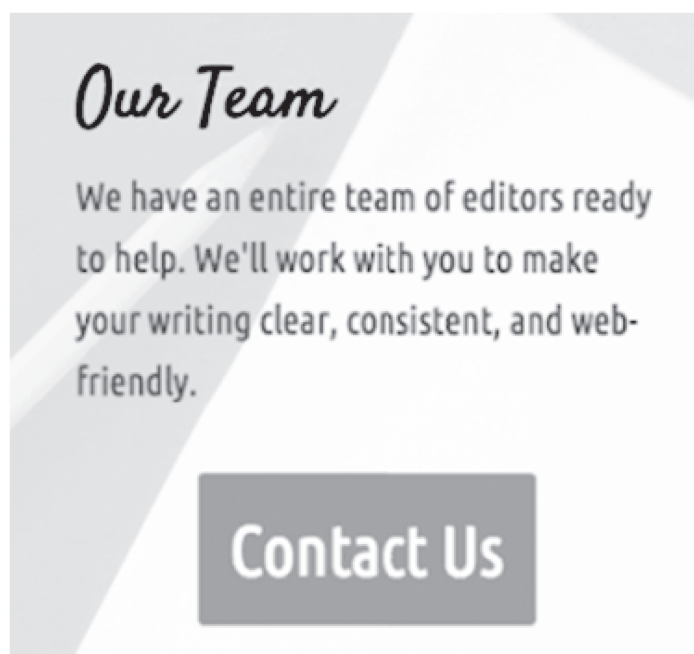 Our Team
We have an entire team of editors ready
to help. We'll work with you to make
your writing clear, consistent, and web-
friendly.
Contact Us